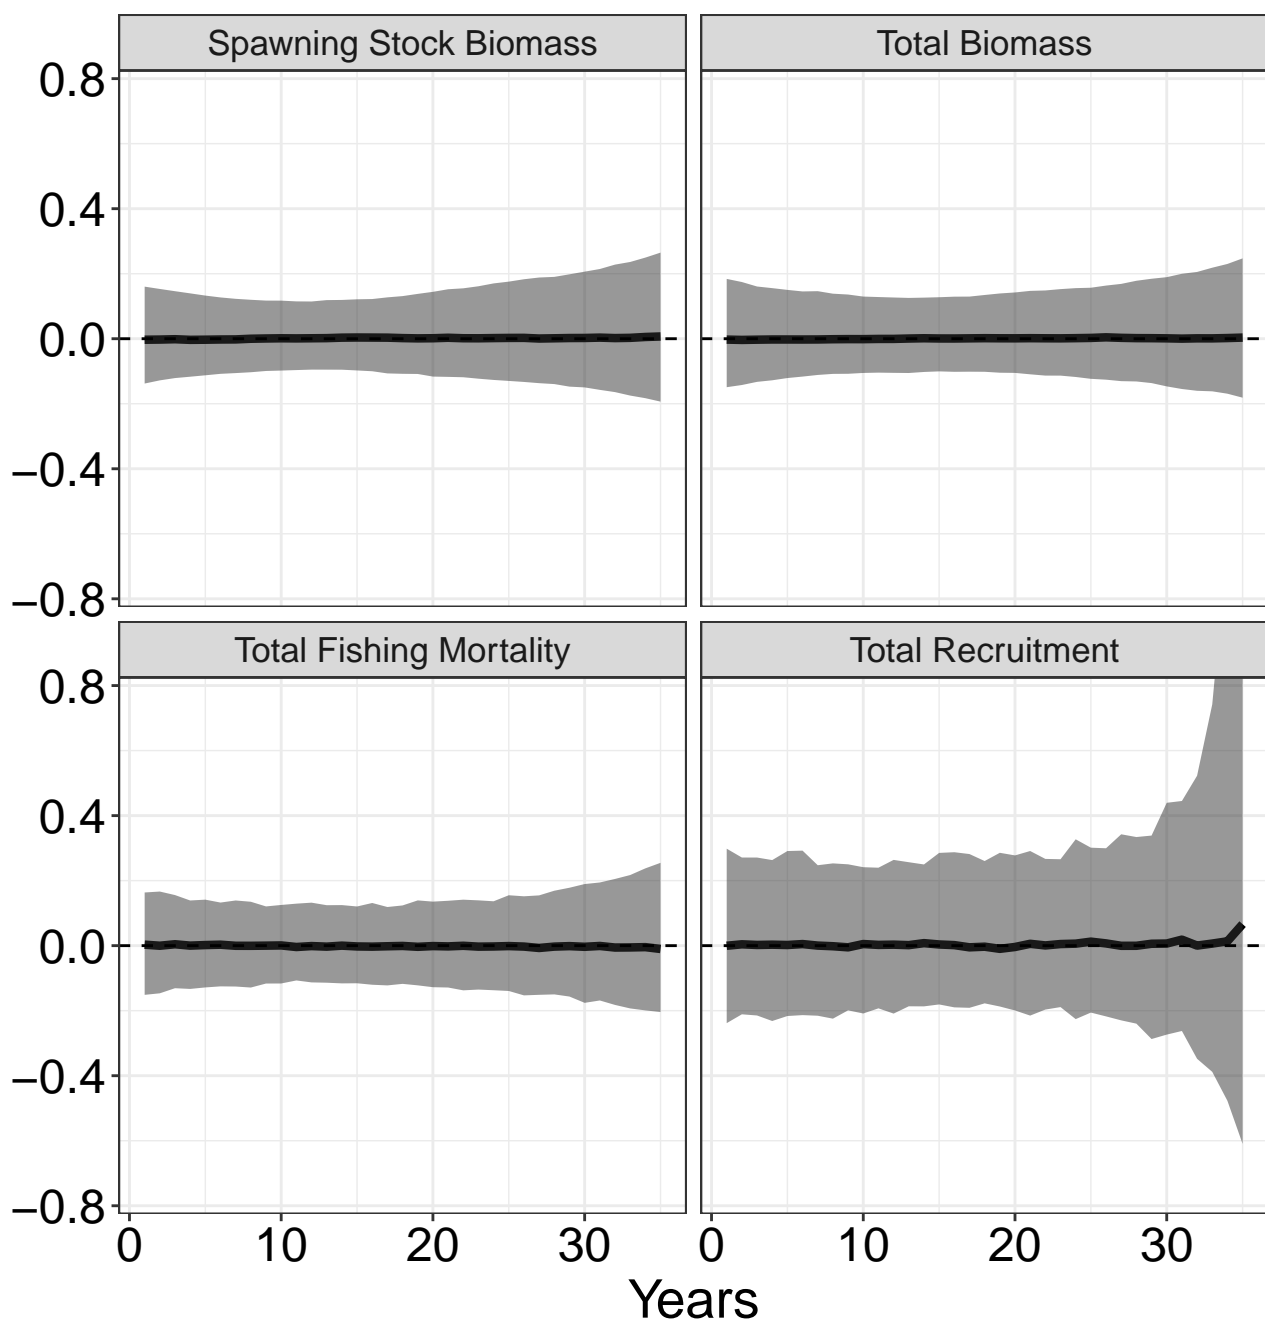 Spawning Stock Biomass
Total Biomass
0.8
0.4
0.0
−0.4
−0.8
Total Fishing Mortality
Total Recruitment
0.8
0.4
0.0
−0.4
−0.8
0 10 20 30
0 10 20 30
Years